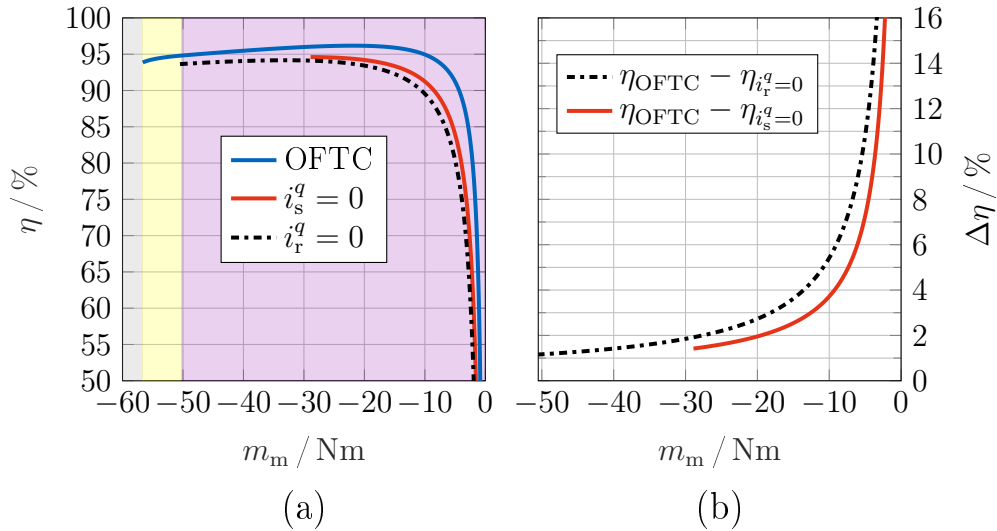 100
95
90
85
80
75
70
65
60
95
50
η / %
OFTC
i_s^q = 0
i_r^q = 0
−60 −50 −40 −30 −20 −10 0
m_m / Nm
(a)
η_OFTC − η_{i_r^q=0}
η_OFTC − η_{i_s^q=0}
16
14
12
10
8
6
4
2
0
Δη / %
−50 −40 −30 −20 −10 0
m_m / Nm
(b)